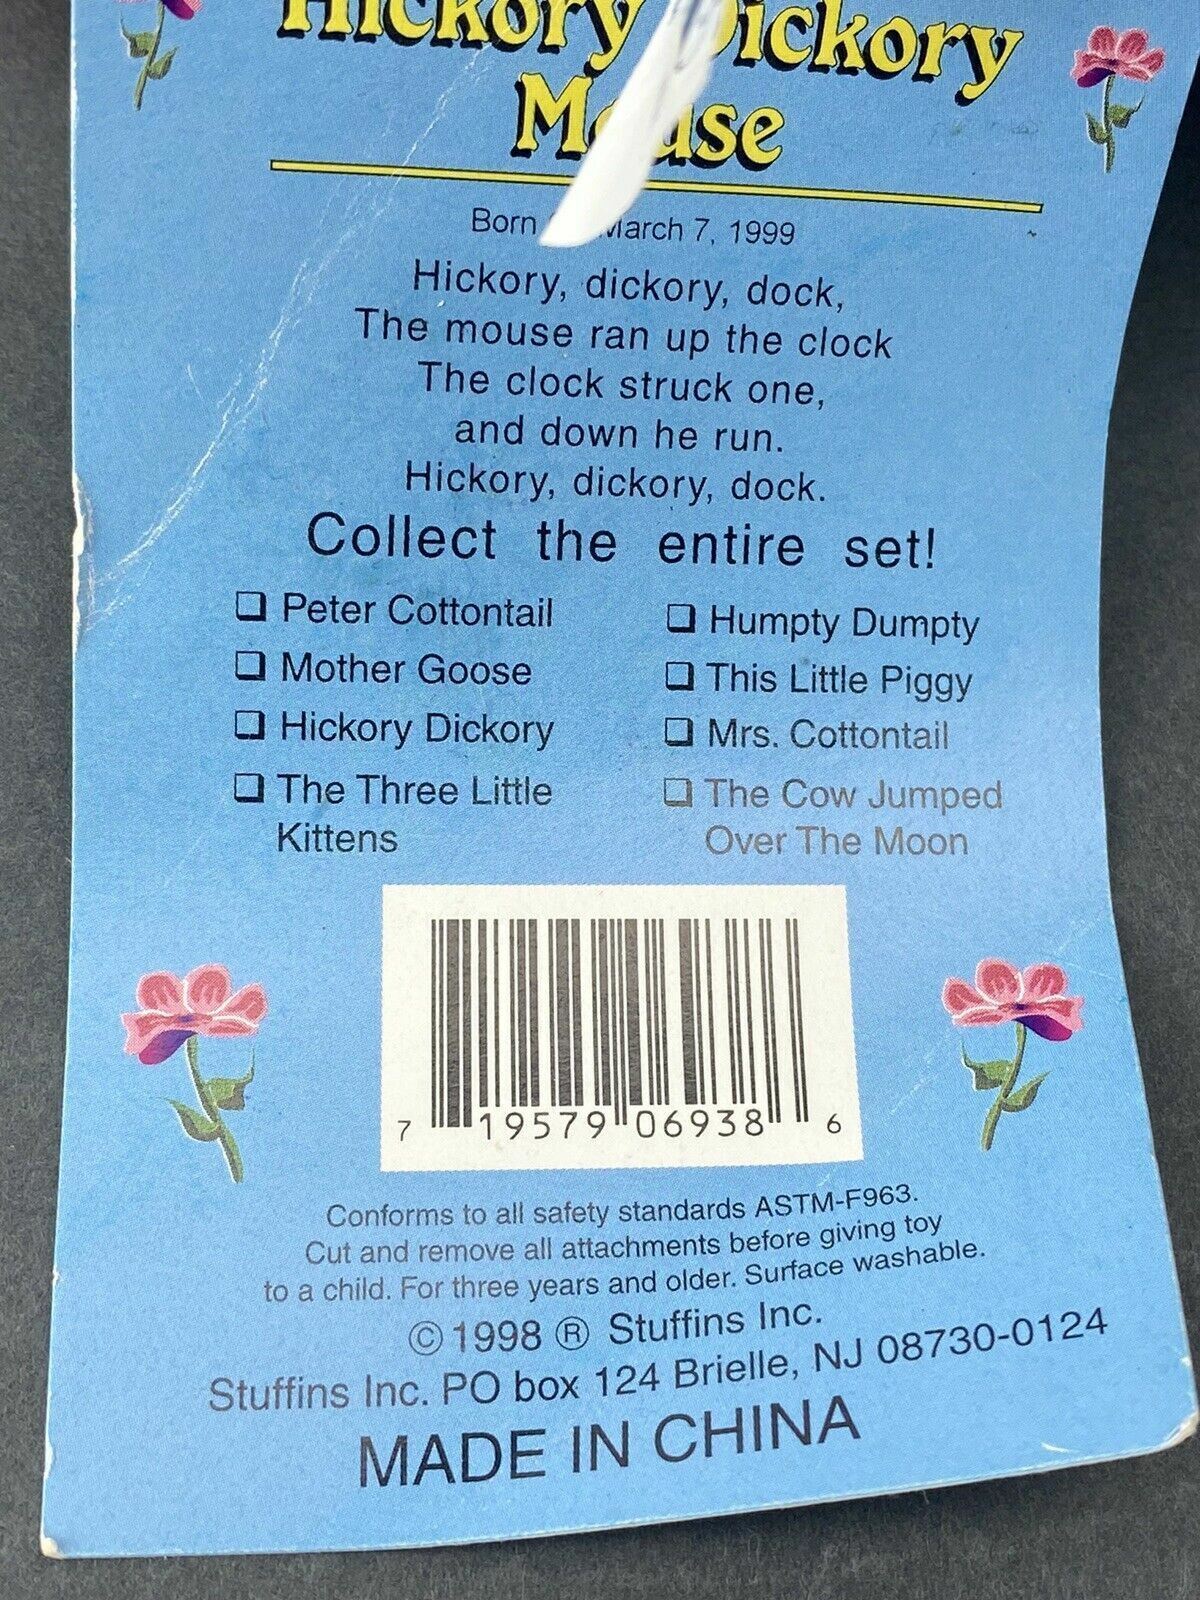 Hickory Dickory
Mouse
Born March 7, 1999
Hickory, dickory, dock,
The mouse ran up the clock
The clock struck one,
and down he run.
Hickory, dickory, dock.
Collect the entire set!
❑ Peter Cottontail
❑ Mother Goose
❑ Hickory Dickory
❑ The Three Little
Kittens
❑ Humpty Dumpty
❑ This Little Piggy
❑ Mrs. Cottontail
❑ The Cow Jumped
Over The Moon
7 19579 06938 6
Conforms to all safety standards ASTM-F963.
Cut and remove all attachments before giving toy
to a child. For three years and older. Surface washable.
© 1998 ® Stuffins Inc.
Stuffins Inc. PO box 124 Brielle, NJ 08730-0124
MADE IN CHINA